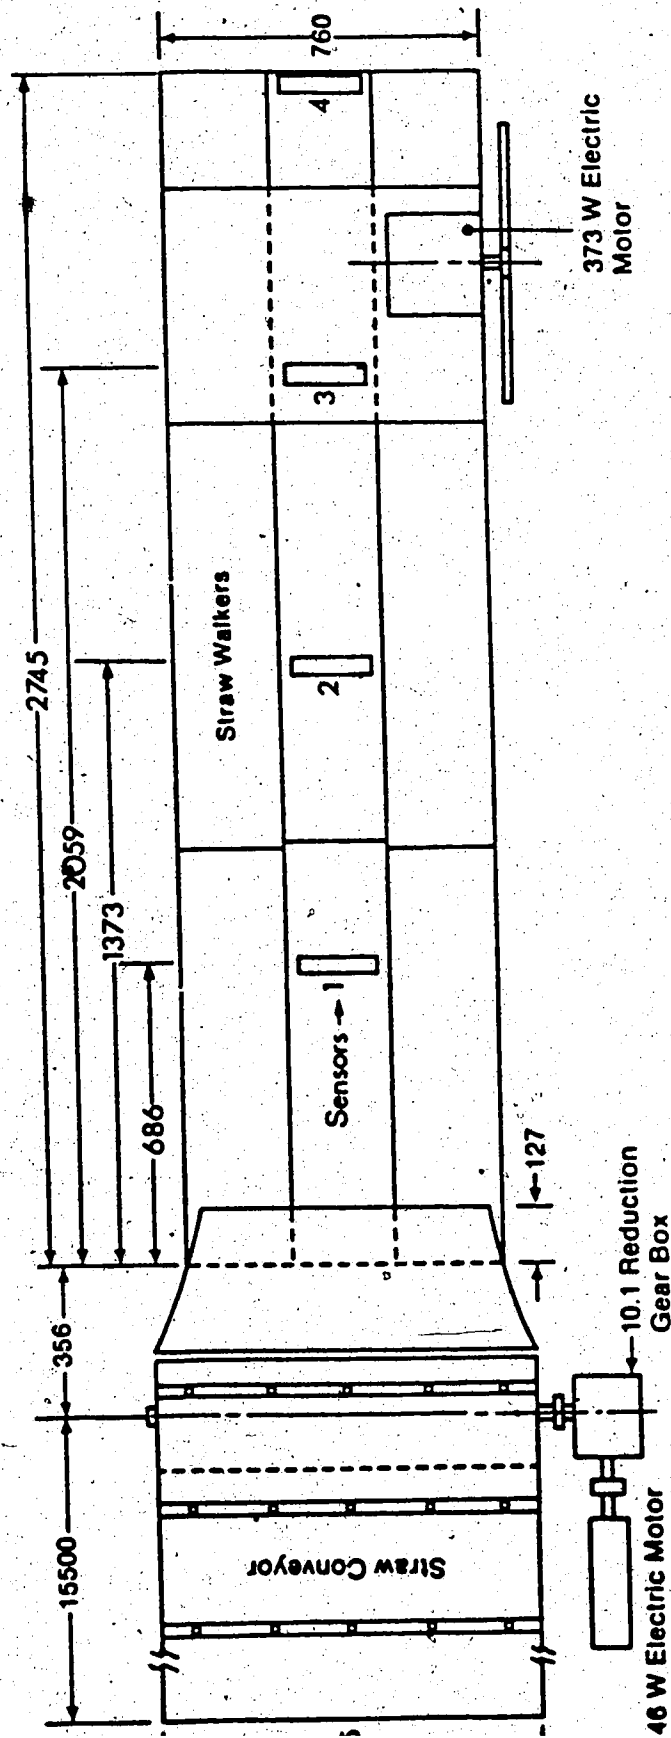 760
4
373 W Electric
Motor
3
2745
2059
1373
686
Straw Walkers
2
Sensors → 1
127
356
10.1 Reduction
Gear Box
15500
Straw Conveyor
46 W Electric Motor